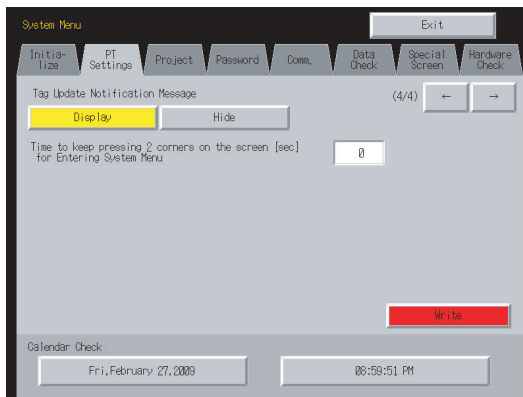 System Menu
Exit
Initia-
lize
PT
Settings
Project
Password
Comm.
Data
Check
Special
Screen
Hardware
Check
Tag Update Notification Message
(4/4)
←
→
Display
Hide
Time to keep pressing 2 corners on the screen [sec]
for Entering System Menu
0
Write
Calendar Check
Fri,February 27,2009
08:59:51 PM